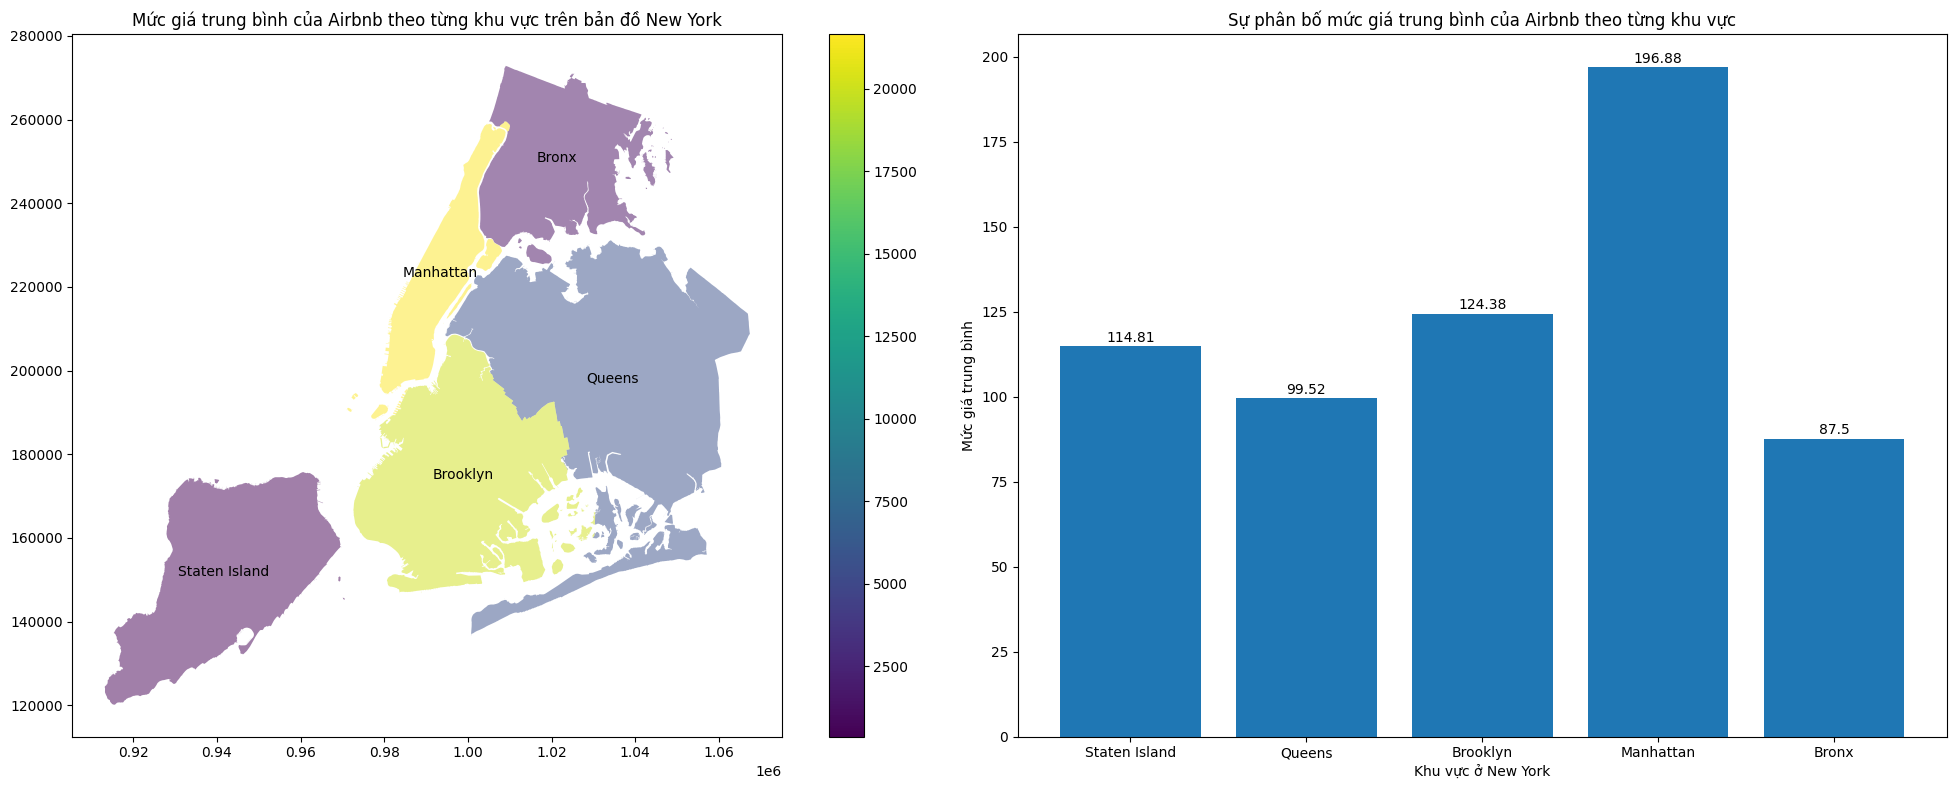 Mức giá trung bình của Airbnb theo từng khu vực trên bản đồ New York
280000
260000
240000
220000
200000
180000
160000
140000
120000
0.92
0.94
0.96
0.98
1.00
1.02
1.04
1.06
1e6
Bronx
Manhattan
Queens
Brooklyn
Staten Island
20000
17500
15000
12500
10000
7500
5000
2500
Sự phân bố mức giá trung bình của Airbnb theo từng khu vực
Mức giá trung bình
200
175
150
125
100
75
50
25
0
114.81
99.52
124.38
196.88
87.5
Staten Island
Queens
Brooklyn
Manhattan
Bronx
Khu vực ở New York